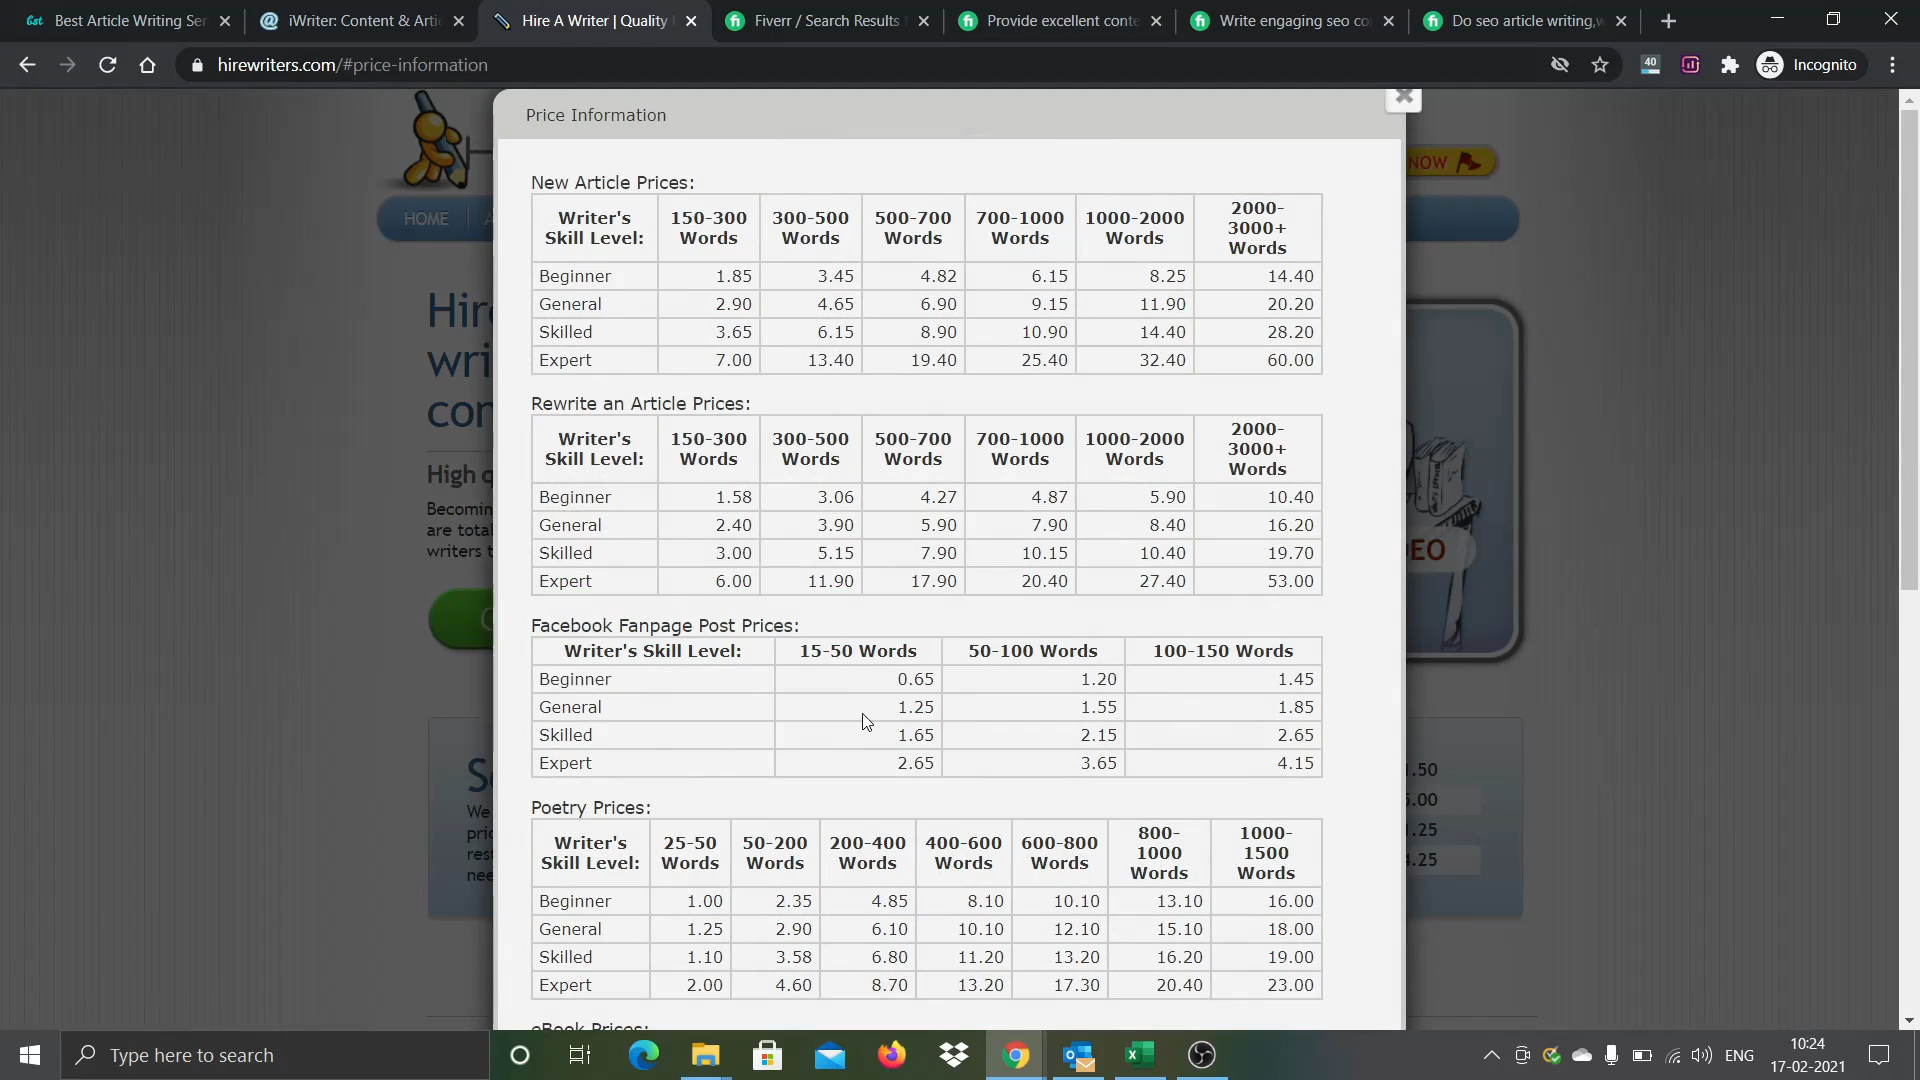 Best Article Writing Ser
iWriter: Content & Artic
Hire A Writer | Quality
Fiverr / Search Results
Provide excellent conte
Write engaging seo co
Do seo article writing,w
hirewriters.com/#price-information
40
Incognito
Price Information
NOW
HOME
New Article Prices:
Writer's Skill Level: 150-300 Words 300-500 Words 500-700 Words 700-1000 Words 1000-2000 Words 2000-3000+ Words
Beginner 1.85 3.45 4.82 6.15 8.25 14.40
General 2.90 4.65 6.90 9.15 11.90 20.20
Skilled 3.65 6.15 8.90 10.90 14.40 28.20
Expert 7.00 13.40 19.40 25.40 32.40 60.00
Rewrite an Article Prices:
Writer's Skill Level: 150-300 Words 300-500 Words 500-700 Words 700-1000 Words 1000-2000 Words 2000-3000+ Words
Beginner 1.58 3.06 4.27 4.87 5.90 10.40
General 2.40 3.90 5.90 7.90 8.40 16.20
Skilled 3.00 5.15 7.90 10.15 10.40 19.70
Expert 6.00 11.90 17.90 20.40 27.40 53.00
Facebook Fanpage Post Prices:
Writer's Skill Level: 15-50 Words 50-100 Words 100-150 Words
Beginner 0.65 1.20 1.45
General 1.25 1.55 1.85
Skilled 1.65 2.15 2.65
Expert 2.65 3.65 4.15
Poetry Prices:
Writer's Skill Level: 25-50 Words 50-200 Words 200-400 Words 400-600 Words 600-800 Words 800-1000 Words 1000-1500 Words
Beginner 1.00 2.35 4.85 8.10 10.10 13.10 16.00
General 1.25 2.90 6.10 10.10 12.10 15.10 18.00
Skilled 1.10 3.58 6.80 11.20 13.20 16.20 19.00
Expert 2.00 4.60 8.70 13.20 17.30 20.40 23.00
eBook Prices:
Hire
wri
con
High q
Becomin
are total
writers t
We
pric
rest
nee
Type here to search
ENG
10:24
17-02-2021